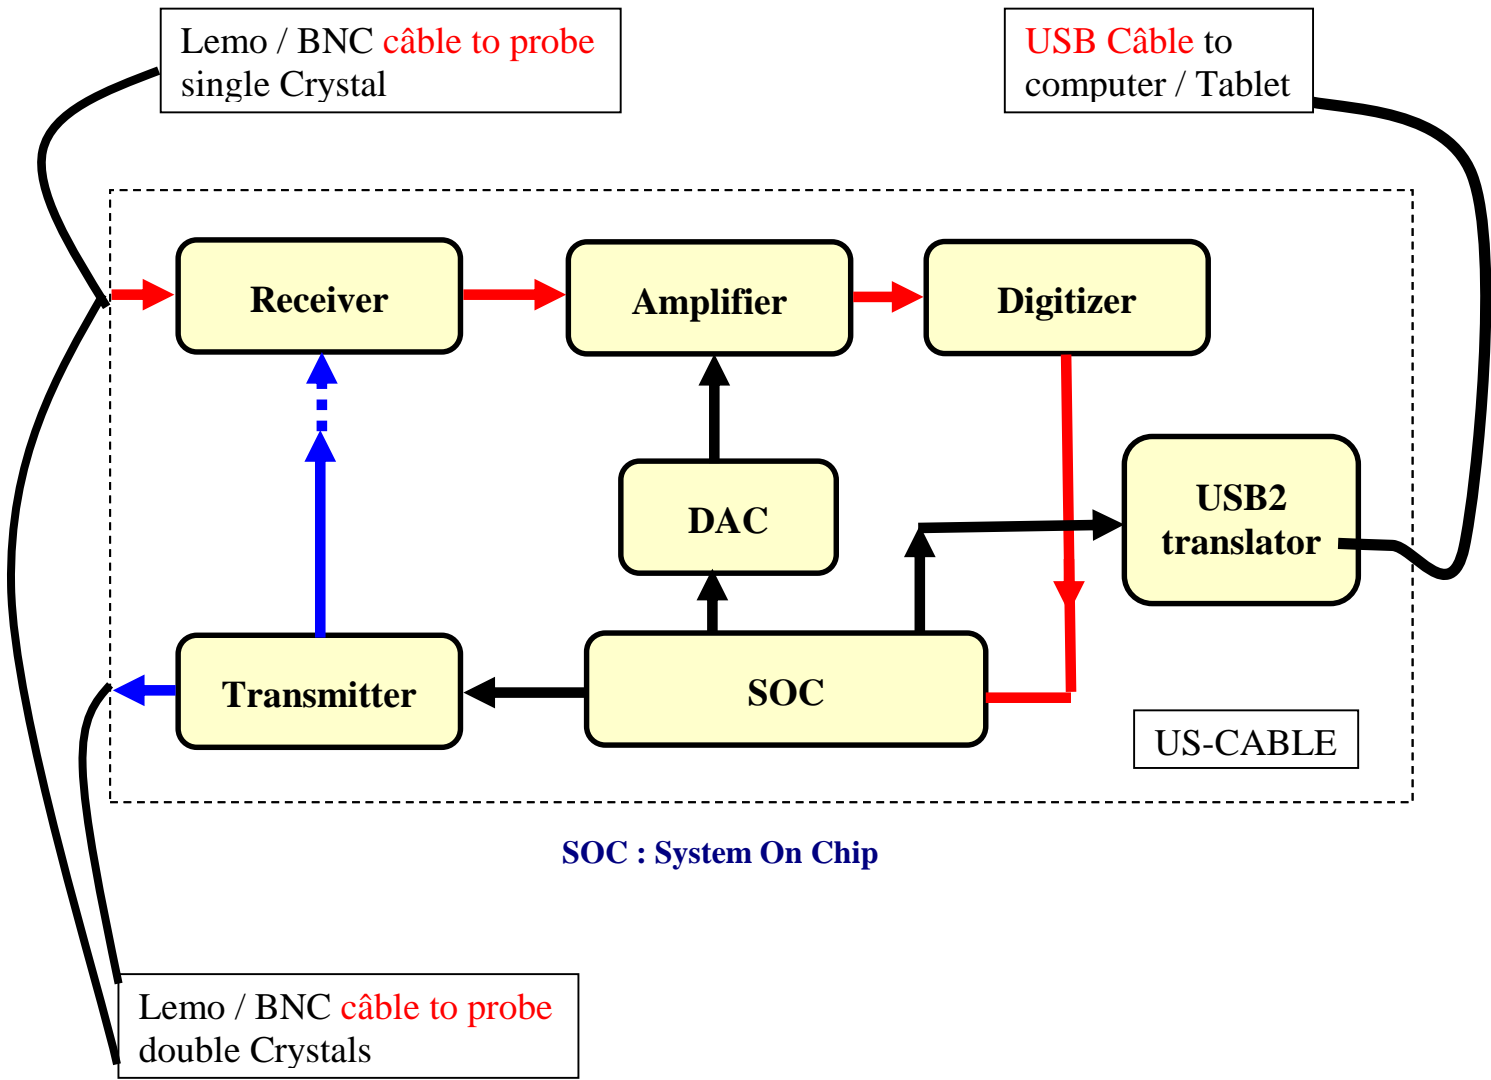 Lemo / BNC câble to probe
single Crystal
USB Câble to
computer / Tablet
Receiver
Amplifier
Digitizer
DAC
USB2
translator
Transmitter
SOC
US-CABLE
SOC : System On Chip
Lemo / BNC câble to probe
double Crystals